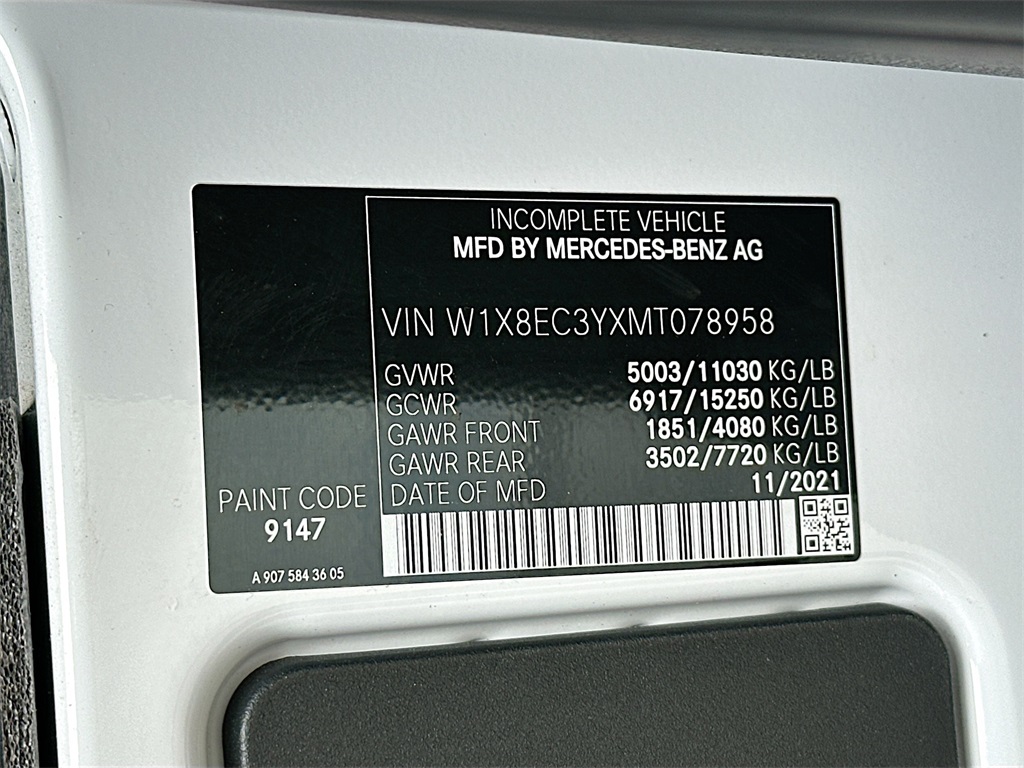 INCOMPLETE VEHICLE
MFD BY MERCEDES-BENZ AG
VIN W1X8EC3YXMT078958
GVWR 5003/11030 KG/LB
GCWR 6917/15250 KG/LB
GAWR FRONT 1851/4080 KG/LB
GAWR REAR 3502/7720 KG/LB
DATE OF MFD 11/2021
PAINT CODE
9147
A 907 584 36 05